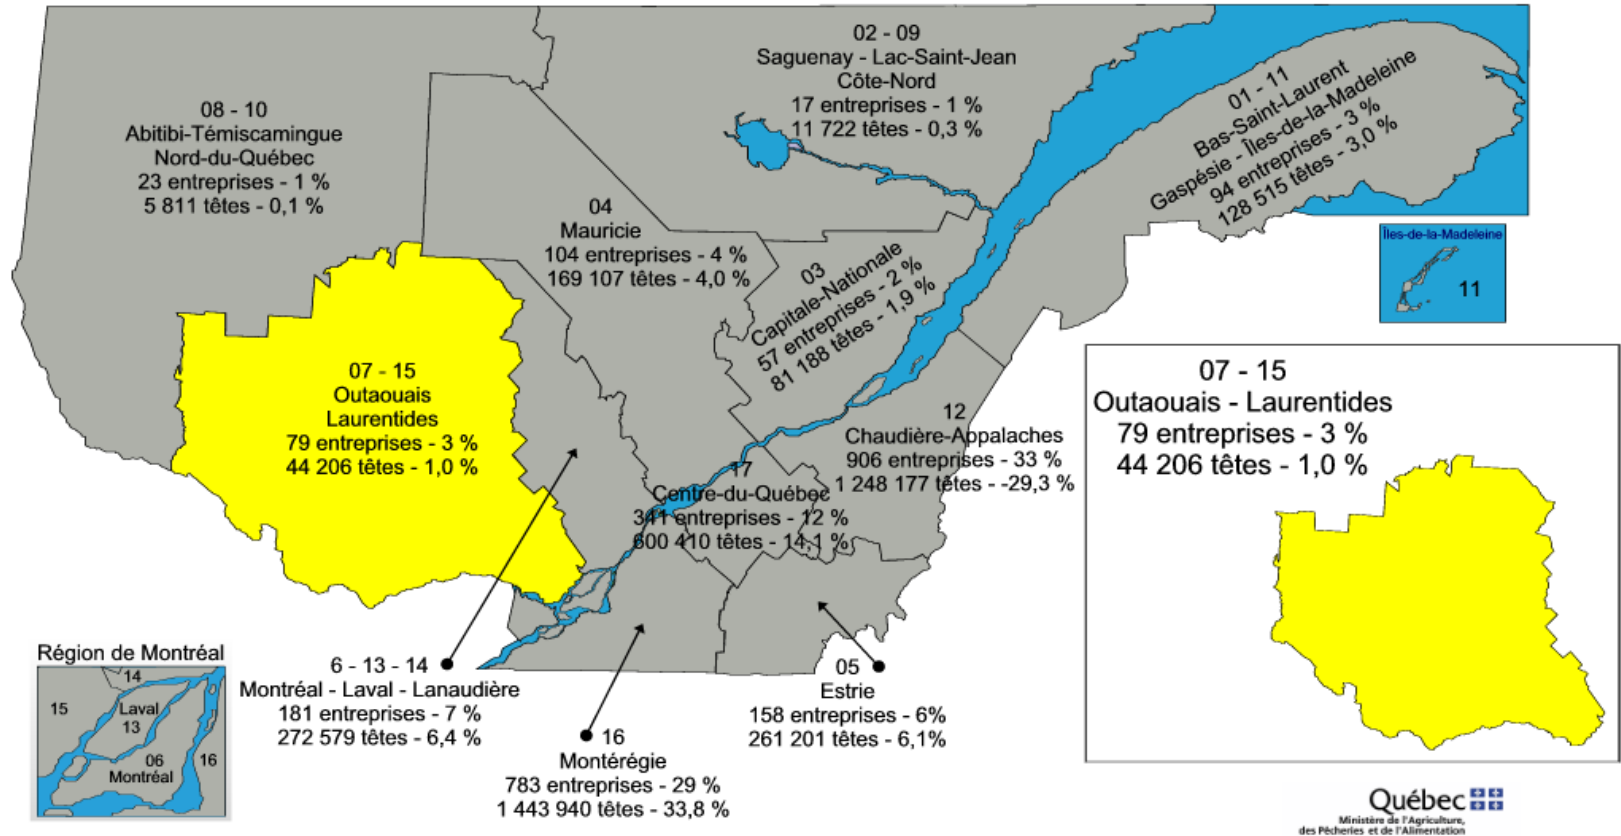 02 - 09
Saguenay - Lac-Saint-Jean
Côte-Nord
17 entreprises - 1 %
11 722 têtes - 0,3 %
01 - 11
Bas-Saint-Laurent
Gaspésie - Îles-de-la-Madeleine
94 entreprises - 3 %
128 515 têtes - 3,0 %
08 - 10
Abitibi-Témiscamingue
Nord-du-Québec
23 entreprises - 1 %
5 811 têtes - 0,1 %
04
Mauricie
104 entreprises - 4 %
169 107 têtes - 4,0 %
03
Capitale-Nationale
57 entreprises - 2 %
81 188 têtes - 1,9 %
Îles-de-la-Madeleine
11
07 - 15
Outaouais
Laurentides
79 entreprises - 3 %
44 206 têtes - 1,0 %
07 - 15
Outaouais - Laurentides
79 entreprises - 3 %
44 206 têtes - 1,0 %
12
Chaudière-Appalaches
906 entreprises - 33 %
1 248 177 têtes - -29,3 %
17
Centre-du-Québec
341 entreprises - 12 %
600 410 têtes - 14,1 %
Région de Montréal
14
15
Laval
13
06
Montréal
16
6 - 13 - 14
Montréal - Laval - Lanaudière
181 entreprises - 7 %
272 579 têtes - 6,4 %
16
Montérégie
783 entreprises - 29 %
1 443 940 têtes - 33,8 %
05
Estrie
158 entreprises - 6%
261 201 têtes - 6,1%
Québec
Ministère de l'Agriculture,
des Pêcheries et de l'Alimentation